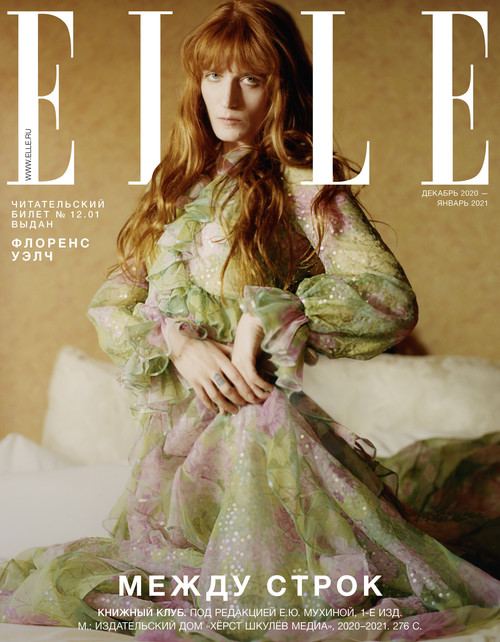 ELLE
WWW.ELLE.RU
ДЕКАБРЬ 2020 —
ЯНВАРЬ 2021
ЧИТАТЕЛЬСКИЙ
БИЛЕТ № 12.01
ВЫДАН
ФЛОРЕНС
УЭЛЧ
МЕЖДУ СТРОК
КНИЖНЫЙ КЛУБ. ПОД РЕДАКЦИЕЙ Е.Ю. МУХИНОЙ. 1-Е ИЗД.
М.: ИЗДАТЕЛЬСКИЙ ДОМ «ХЁРСТ ШКУЛЁВ МЕДИА», 2020–2021. 276 С.